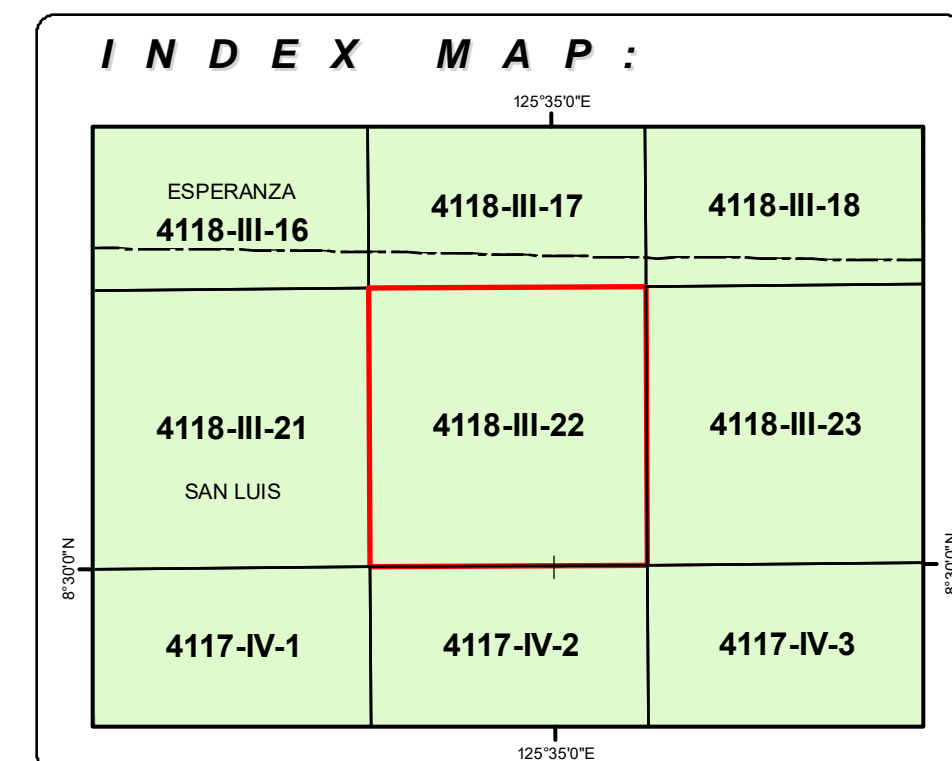 INDEX MAP:
125°35'0"E
ESPERANZA
4118-III-16
4118-III-17
4118-III-18
4118-III-21
4118-III-22
4118-III-23
SAN LUIS
8°30'0"N
8°30'0"N
4117-IV-1
4117-IV-2
4117-IV-3
125°35'0"E